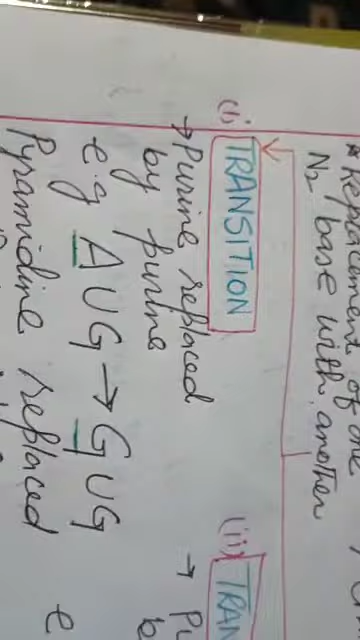 * Replacement of one
N₂ base with another
(i) TRANSITION
→ Purine replaced
by purine
e.g AUG → GUG
Pyramidine replaced
(ii) TRAN
→ Pu
b
e